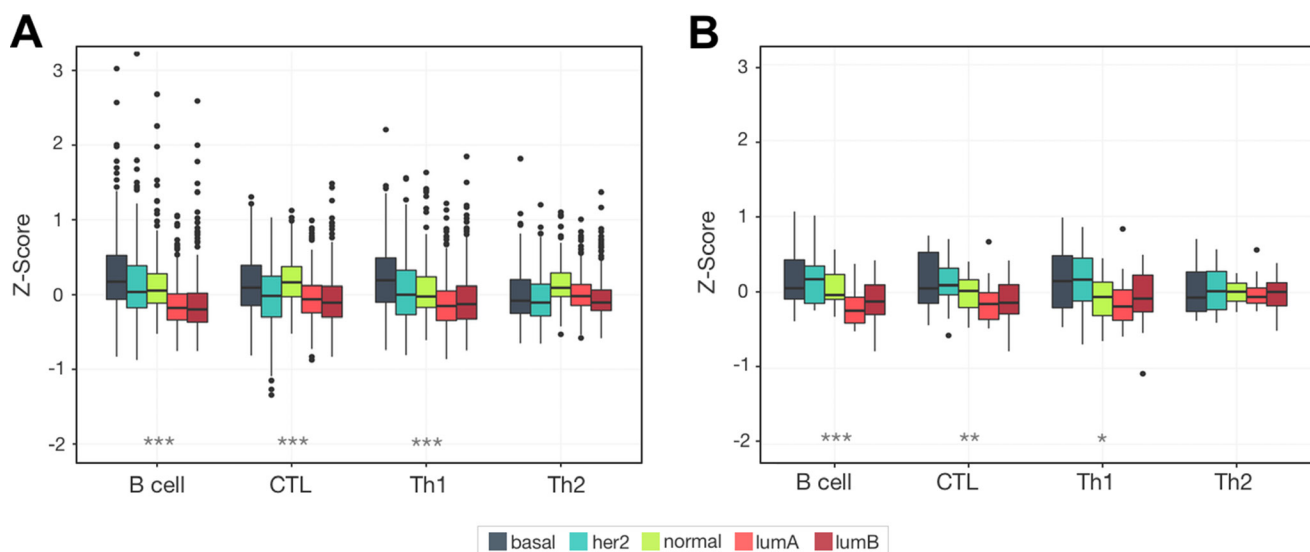 A
B
Z-Score
3
2
1
0
-1
-2
***
***
***
B cell
CTL
Th1
Th2
Z-Score
3
2
1
0
-1
-2
***
**
*
B cell
CTL
Th1
Th2
basal her2 normal lumA lumB